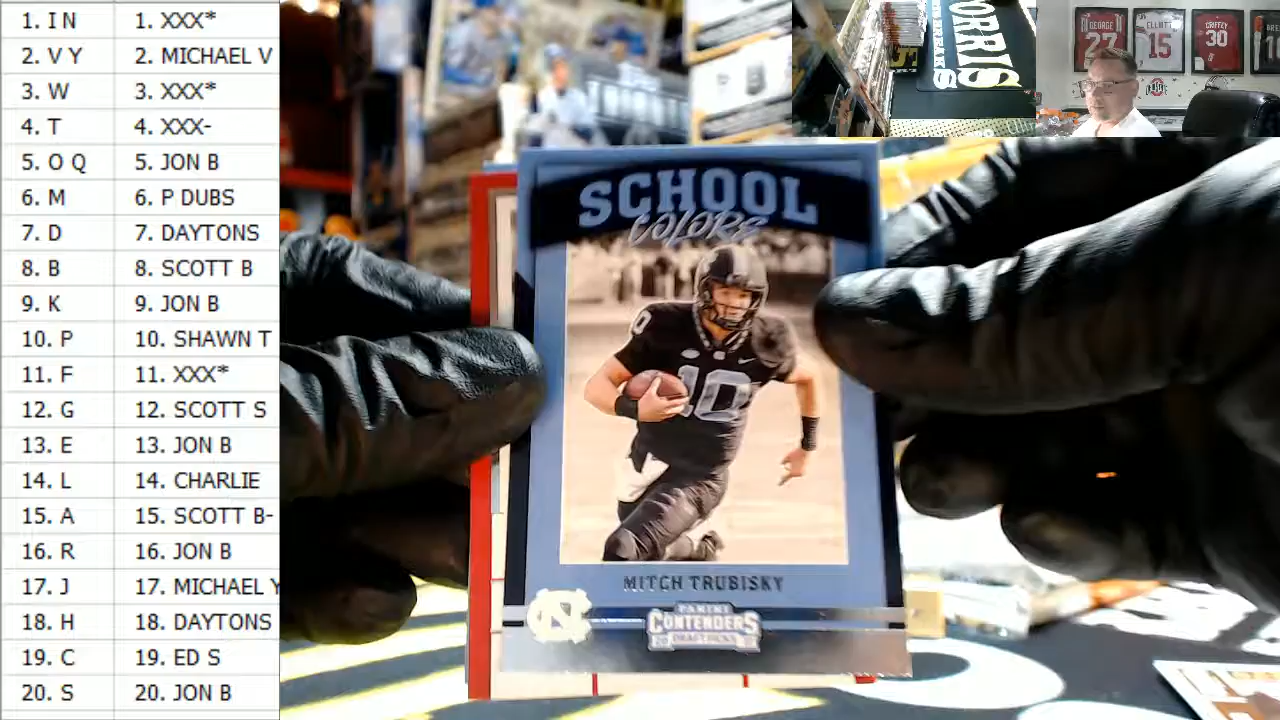 1. I N 1. XXX*
2. V Y 2. MICHAEL V
3. W 3. XXX*
4. T 4. XXX-
5. O Q 5. JON B
6. M 6. P DUBS
7. D 7. DAYTONS
8. B 8. SCOTT B
9. K 9. JON B
10. P 10. SHAWN T
11. F 11. XXX*
12. G 12. SCOTT S
13. E 13. JON B
14. L 14. CHARLIE
15. A 15. SCOTT B-
16. R 16. JON B
17. J 17. MICHAEL Y
18. H 18. DAYTONS
19. C 19. ED S
20. S 20. JON B
GEORGE
27
ELLIOTT
15
GRIFFEY
30
SCHOOL
COLORS
10
10
MITCH TRUBISKY
NC
PANINI
CONTENDERS
DRAFT PICKS